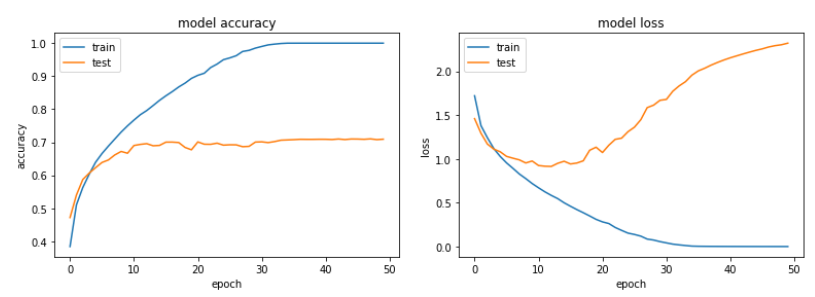 model accuracy
train
test
1.0
0.9
0.8
0.7
0.6
0.5
0.4
accuracy
0 10 20 30 40 50
epoch
model loss
train
test
2.0
1.5
1.0
0.5
0.0
loss
0 10 20 30 40 50
epoch